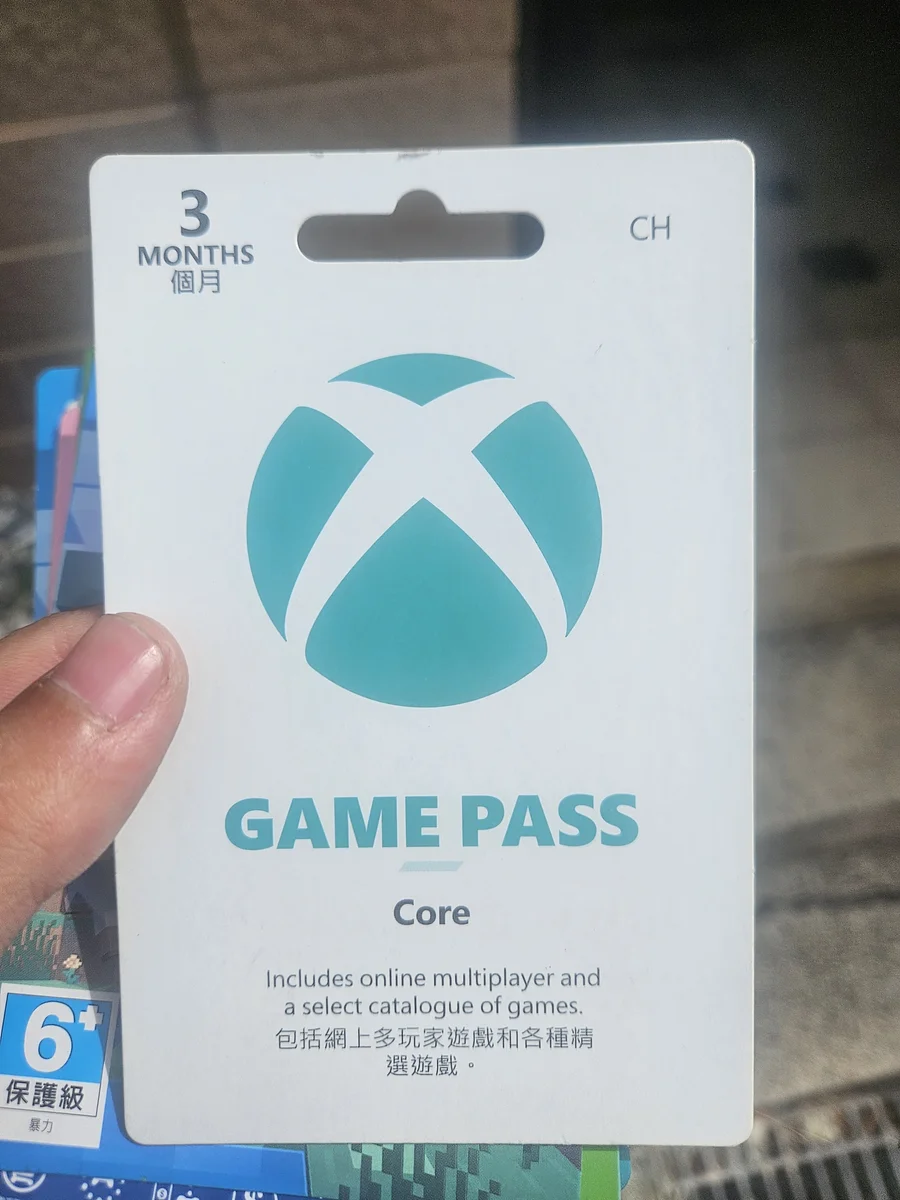 3
MONTHS
個月
CH
GAME PASS
Core
Includes online multiplayer and
a select catalogue of games.
包括網上多玩家遊戲和各種精
選遊戲。
6+
保護級
暴力